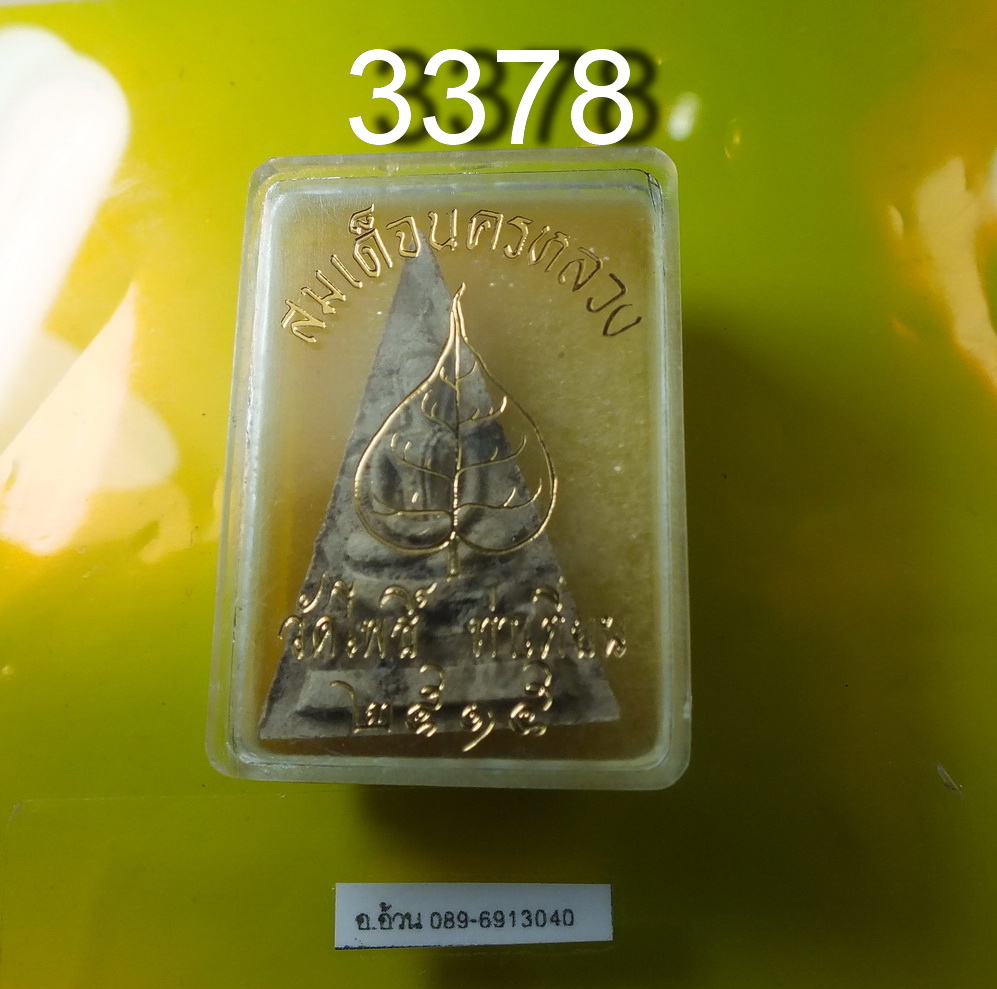 3378
สมเด็จนครหลวง
วัดโพธิ์ ท่าเตียน
๒๕๑๕
อ.อ้วน 089-6913040